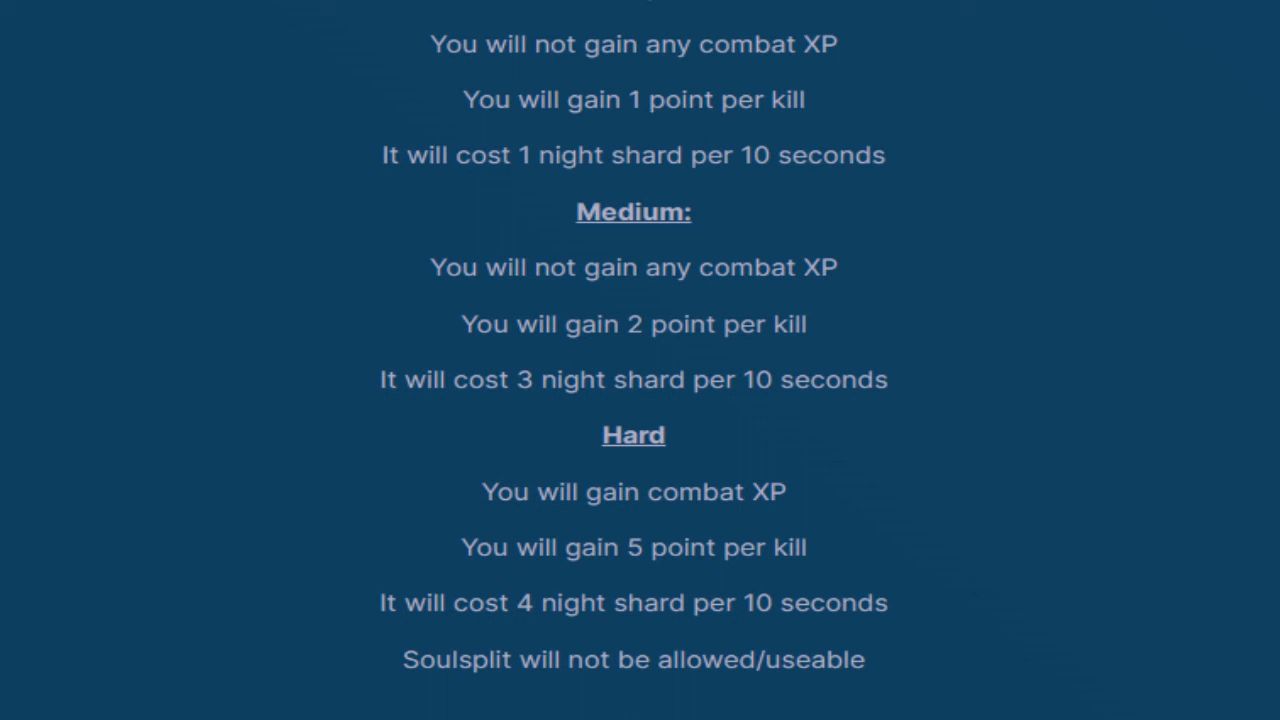 You will not gain any combat XP
You will gain 1 point per kill
It will cost 1 night shard per 10 seconds
Medium:
You will not gain any combat XP
You will gain 2 point per kill
It will cost 3 night shard per 10 seconds
Hard
You will gain combat XP
You will gain 5 point per kill
It will cost 4 night shard per 10 seconds
Soulsplit will not be allowed/useable